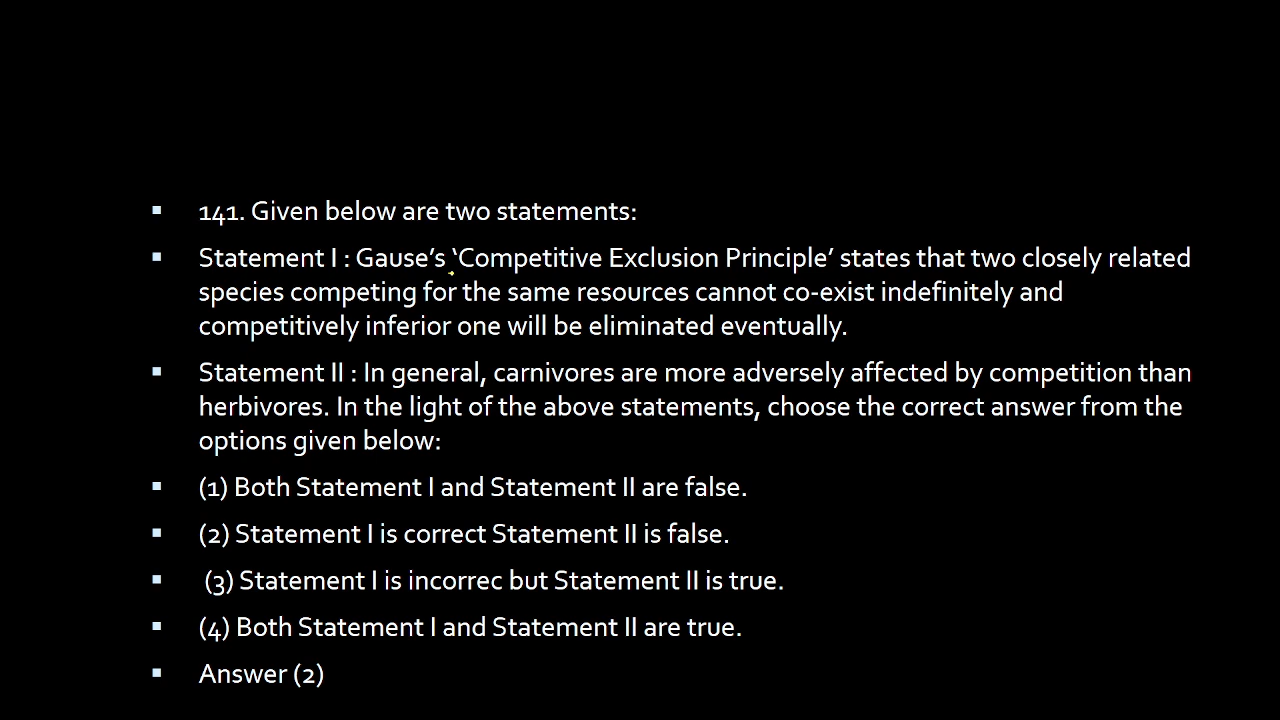 ▪ 141. Given below are two statements:
▪ Statement I : Gause’s ‘Competitive Exclusion Principle’ states that two closely related
species competing for the same resources cannot co-exist indefinitely and
competitively inferior one will be eliminated eventually.
▪ Statement II : In general, carnivores are more adversely affected by competition than
herbivores. In the light of the above statements, choose the correct answer from the
options given below:
▪ (1) Both Statement I and Statement II are false.
▪ (2) Statement I is correct Statement II is false.
▪ (3) Statement I is incorrec but Statement II is true.
▪ (4) Both Statement I and Statement II are true.
▪ Answer (2)